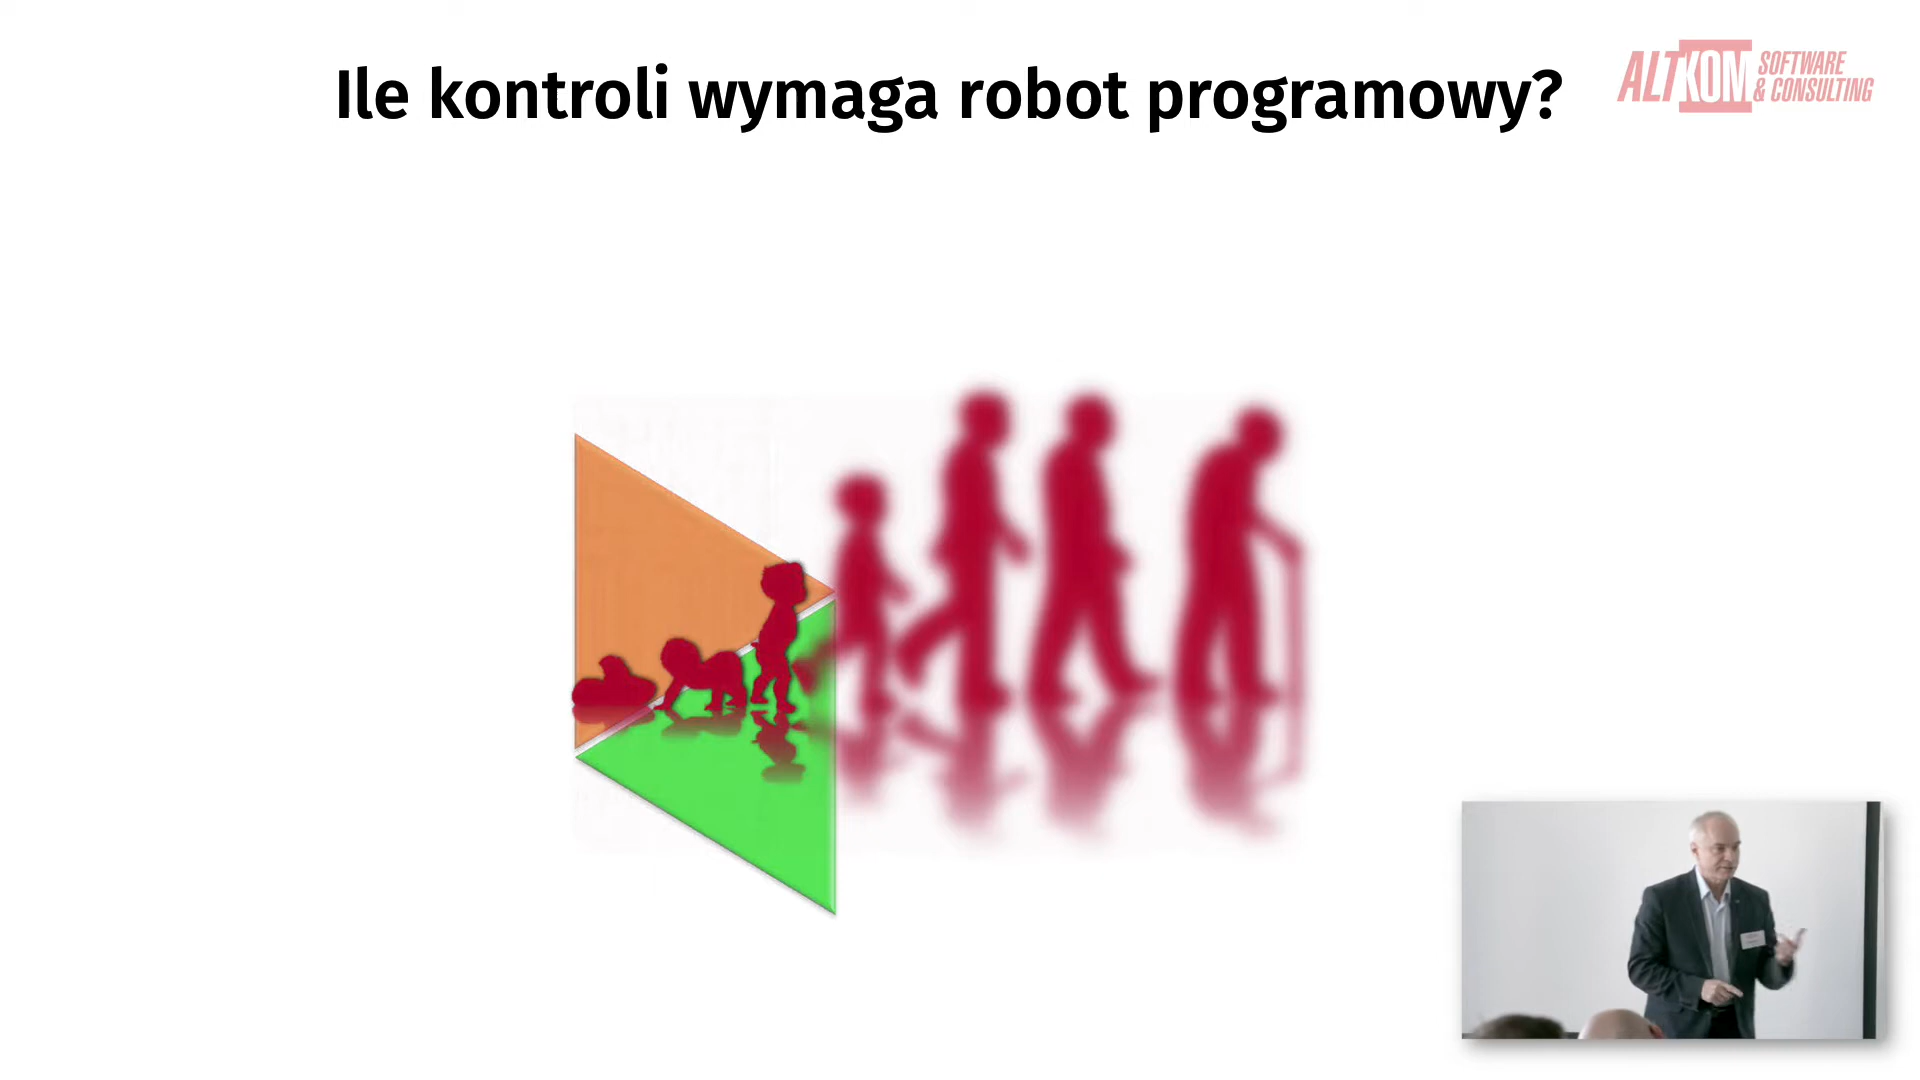 Ile kontroli wymaga robot programowy?
ALTKOM SOFTWARE
& CONSULTING